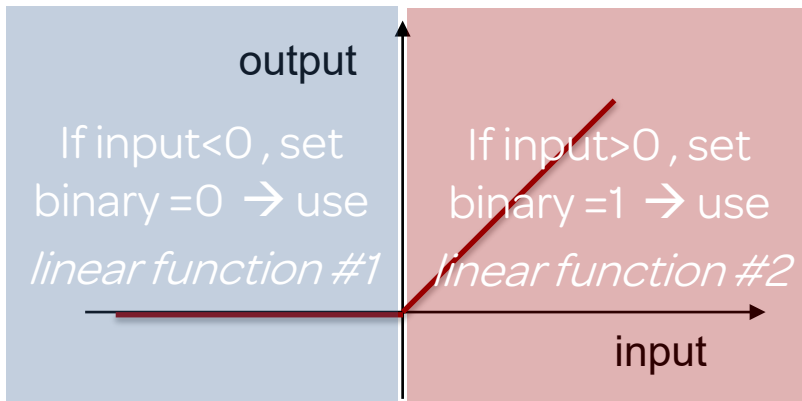 output
If input<0 , set
binary =0 → use
linear function #1
If input>0 , set
binary =1 → use
linear function #2
input